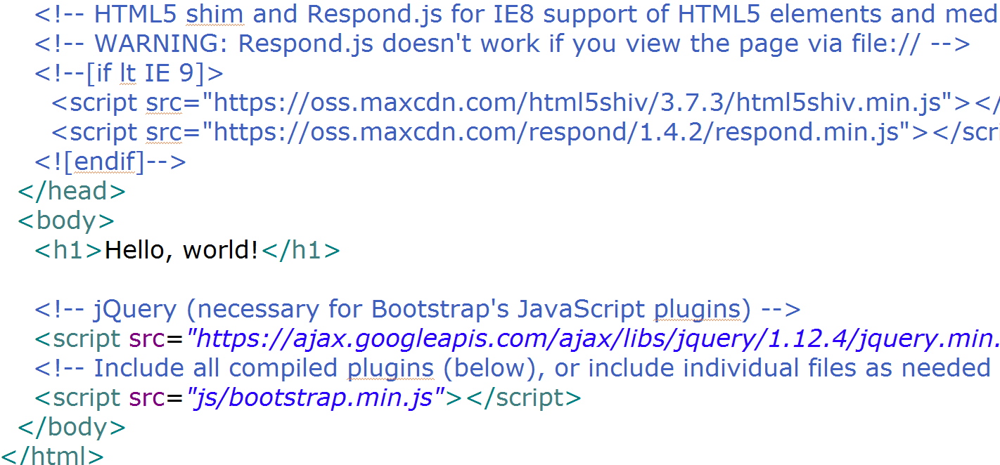 <!-- HTML5 shim and Respond.js for IE8 support of HTML5 elements and med
<!-- WARNING: Respond.js doesn't work if you view the page via file:// -->
<!--[if lt IE 9]>
<script src="https://oss.maxcdn.com/html5shiv/3.7.3/html5shiv.min.js"></
<script src="https://oss.maxcdn.com/respond/1.4.2/respond.min.js"></scri
<![endif]-->
</head>
<body>
<h1>Hello, world!</h1>
<!-- jQuery (necessary for Bootstrap's JavaScript plugins) -->
<script src="https://ajax.googleapis.com/ajax/libs/jquery/1.12.4/jquery.min.
<!-- Include all compiled plugins (below), or include individual files as needed
<script src="js/bootstrap.min.js"></script>
</body>
</html>